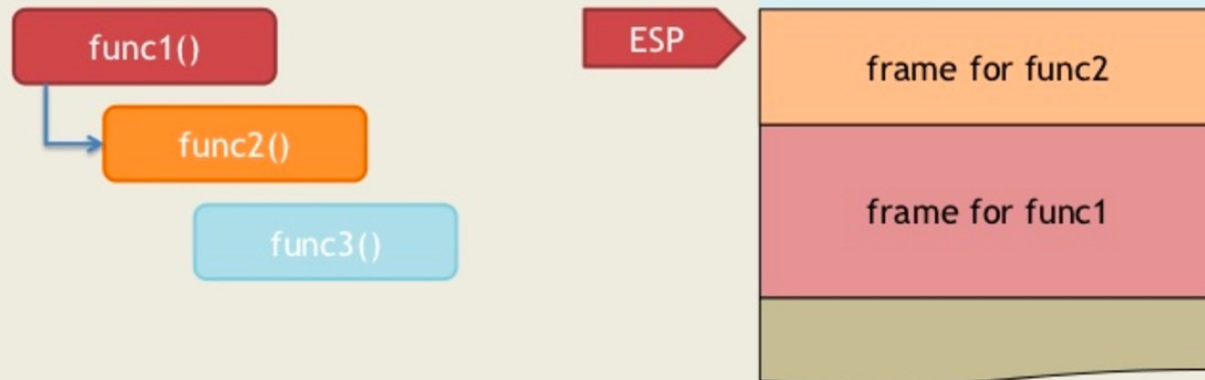 func1()
ESP
frame for func2
func2()
frame for func1
func3()